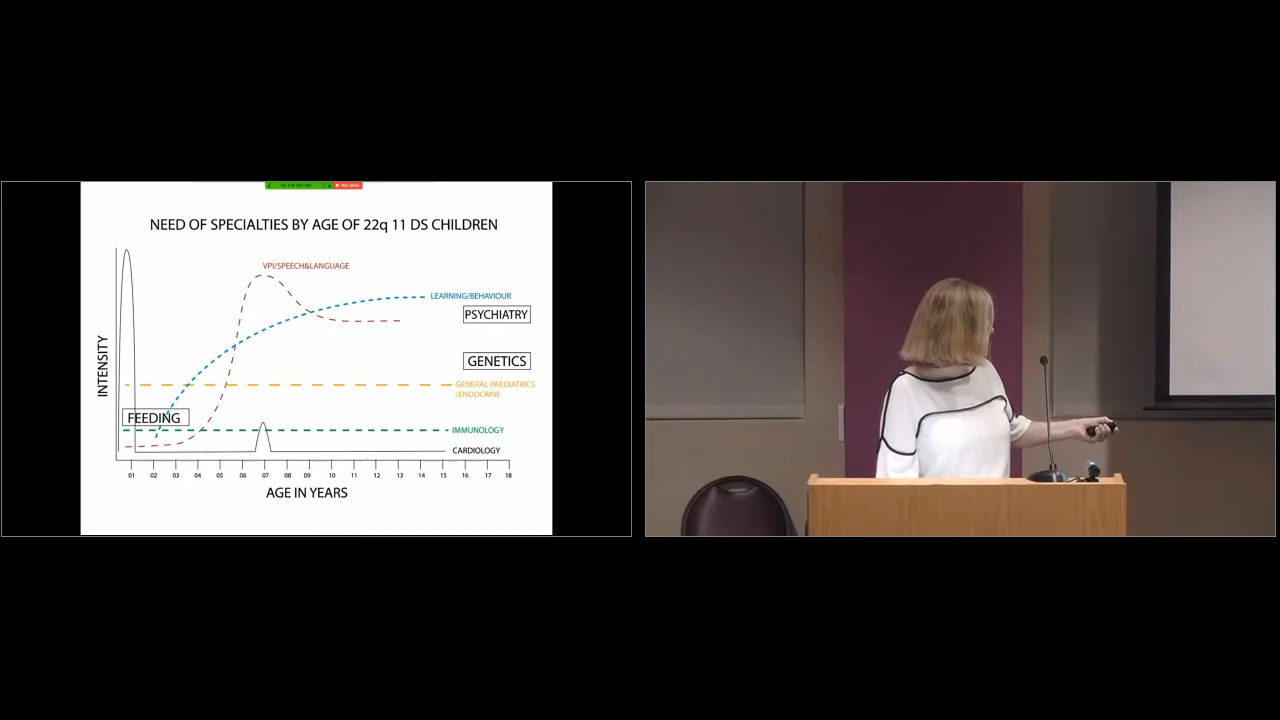 NEED OF SPECIALTIES BY AGE OF 22q 11 DS CHILDREN
VPI/SPEECH&LANGUAGE
LEARNING/BEHAVIOUR
PSYCHIATRY
GENETICS
INTENSITY
GENERAL PAEDIATRICS
/ENDOCRINE
FEEDING
IMMUNOLOGY
CARDIOLOGY
01 02 03 04 05 06 07 08 09 10 11 12 13 14 15 16 17 18
AGE IN YEARS